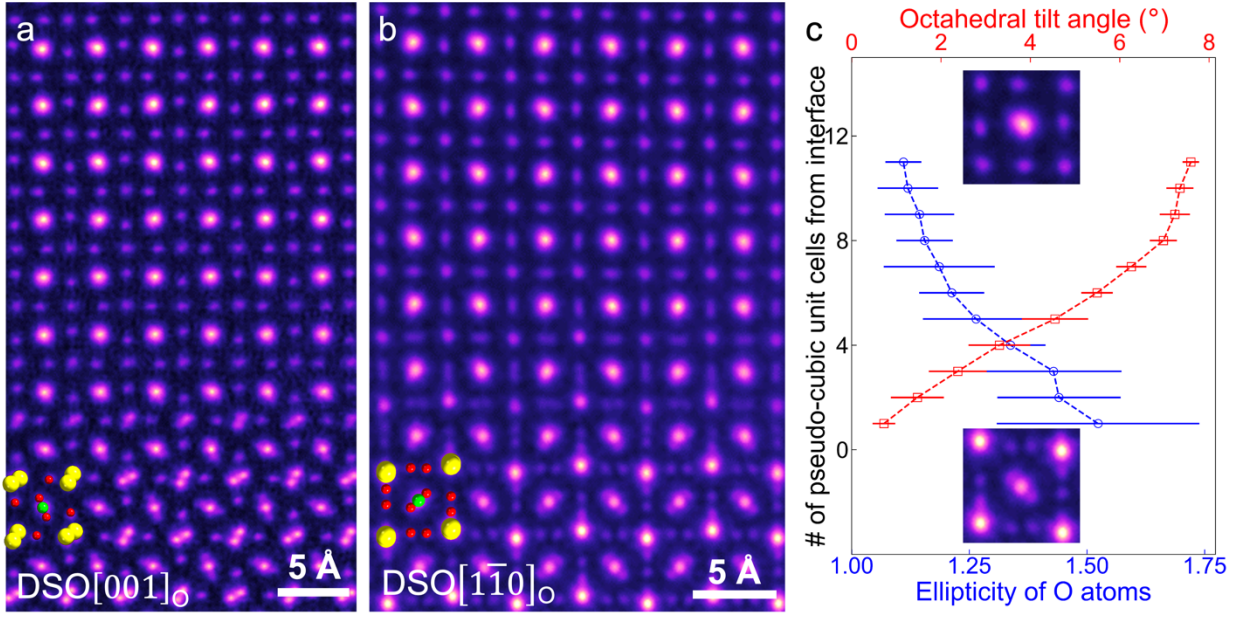 a
5 Å
DSO[001]O
b
5 Å
DSO[11̅0]O
c
Octahedral tilt angle (°)
0 2 4 6 8
# of pseudo-cubic unit cells from interface
12
8
4
0
1.00 1.25 1.50 1.75
Ellipticity of O atoms